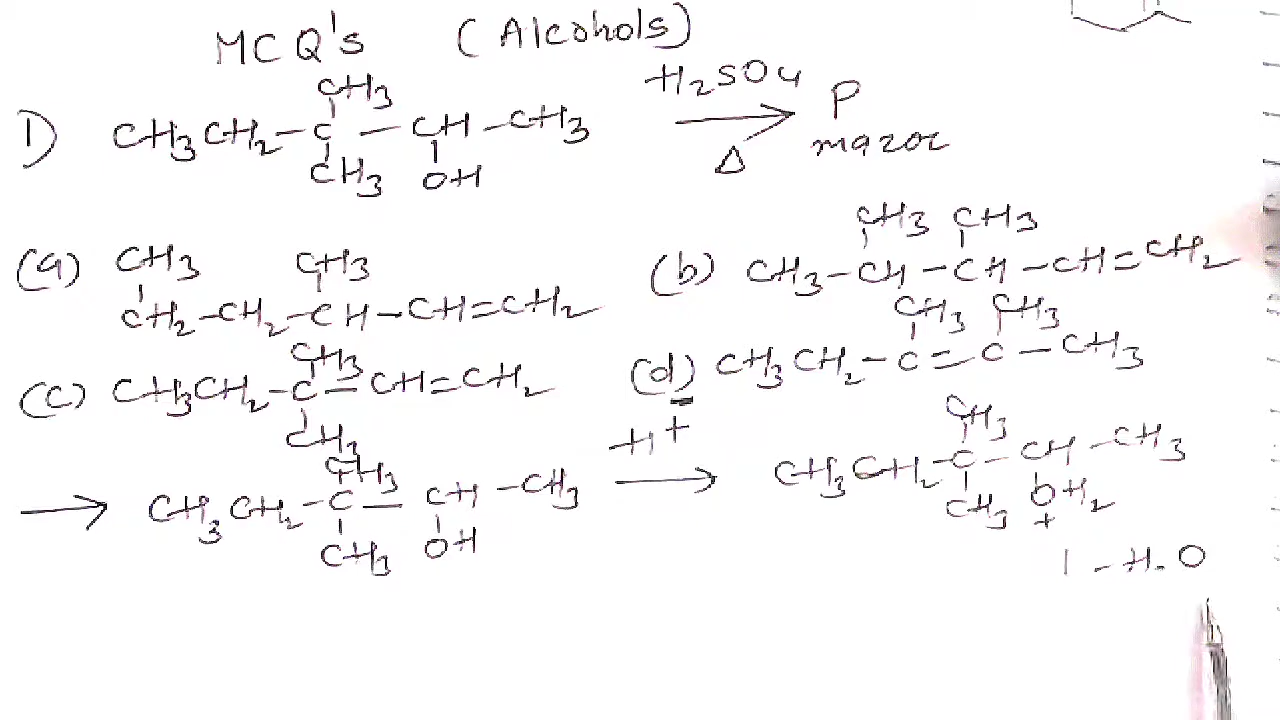 MCQ's (Alcohols)
CH3
1) CH3CH2-C-CH-CH3 H2SO4 → P
CH3 OH Δ mazor
CH3 CH3 CH3 CH3
(a) CH2-CH2-CH-CH=CH2 (b) CH3-CH-CH-CH=CH2
CH3 CH3 CH3
(c) CH3CH2-C-CH=CH2 (d) CH3CH2-C=C-CH3
CH3 H+ CH3
CH3
→ CH3CH2-C-CH-CH3 → CH3CH2-C-CH-CH3
CH3 OH CH3 OH2
+
-H2O